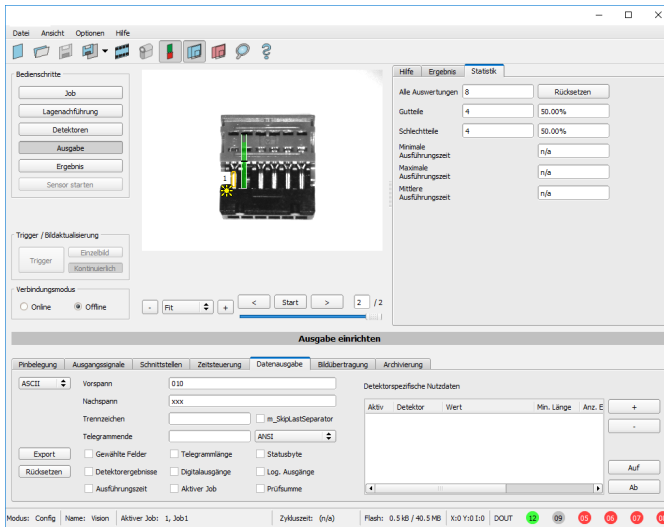 Datei Ansicht Optionen Hilfe
Bedienschritte
Job
Lagenachführung
Detektoren
Ausgabe
Ergebnis
Sensor starten
Trigger / Bildaktualisierung
Trigger
Einzelbild
Kontinuierlich
Verbindungsmodus
Online Offline
1
- Fit + < Start > 2 / 2
Hilfe Ergebnis Statistik
Alle Auswertungen 8 Rücksetzen
Gutteile 4 50.00%
Schlechtteile 4 50.00%
Minimale
Ausführungszeit n/a
Maximale
Ausführungszeit n/a
Mittlere
Ausführungszeit n/a
Ausgabe einrichten
Pinbelegung Ausgangssignale Schnittstellen Zeitsteuerung Datenausgabe Bildübertragung Archivierung
ASCII Vorspann 010
Nachspann xxx
Trennzeichen m_SkipLastSeparator
Telegrammende ANSI
Export Gewählte Felder Telegrammlänge Statusbyte
Rücksetzen Detektorergebnisse Digitalausgänge Log. Ausgänge
Ausführungszeit Aktiver Job Prüfsumme
Detektorspezifische Nutzdaten
Aktiv Detektor Wert Min. Länge Anz. E
+
-
Auf
Ab
Modus: Config Name: Vision Aktiver Job: 1, Job1 Zykluszeit: (n/a) Flash: 0.5 kB / 40.5 MB X:0 Y:0 I:0 DOUT 12 09 05 06 07 08